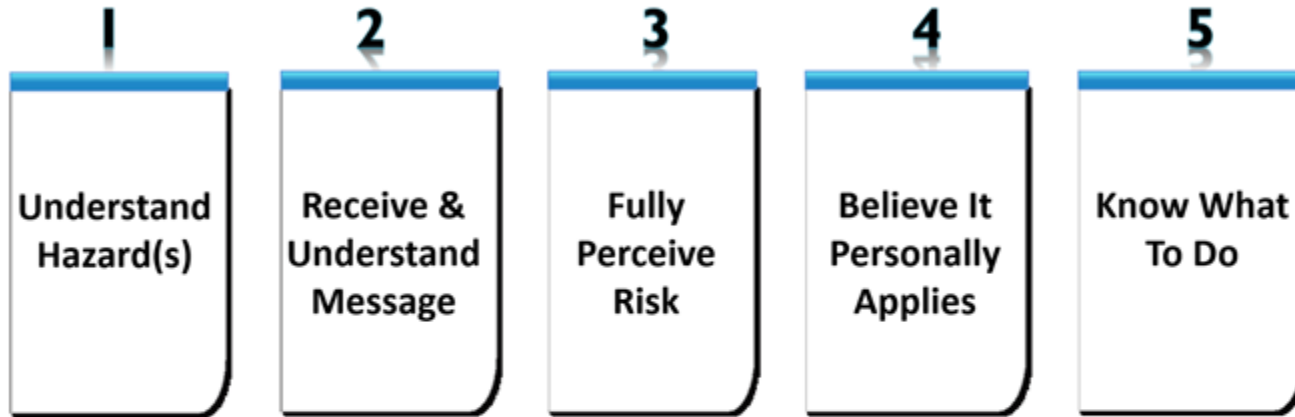 1
Understand
Hazard(s)
2
Receive &
Understand
Message
3
Fully
Perceive
Risk
4
Believe It
Personally
Applies
5
Know What
To Do